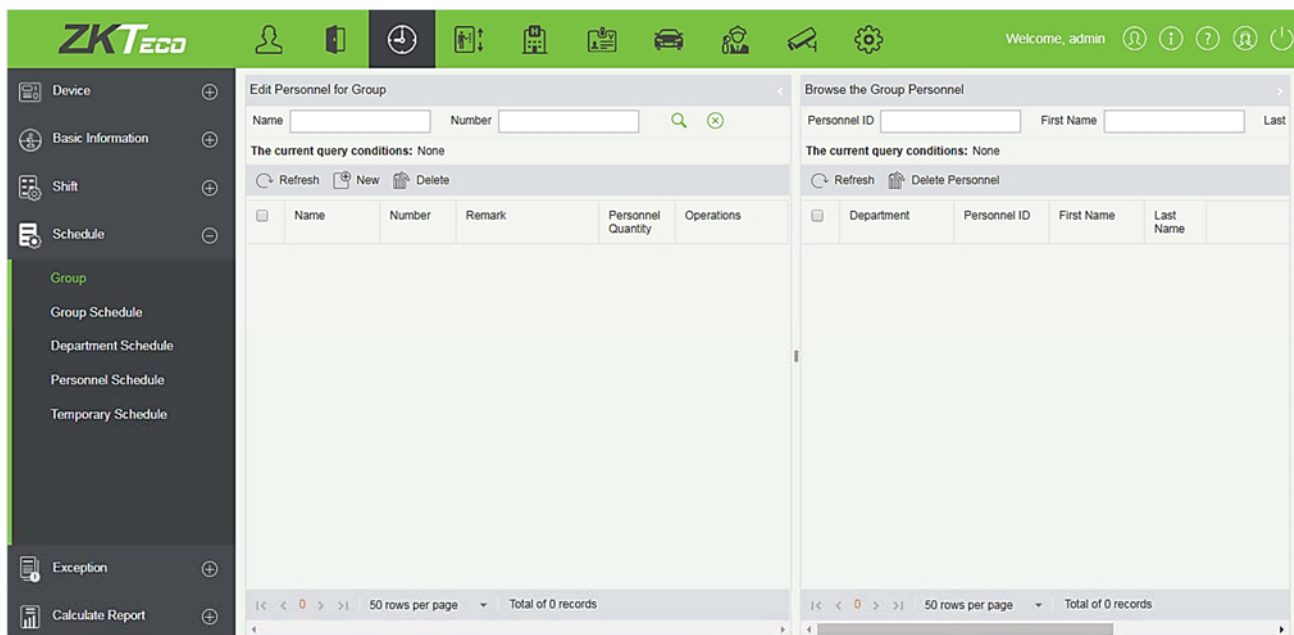 ZKTECO
Welcome, admin
Device
Basic Information
Shift
Schedule
Group
Group Schedule
Department Schedule
Personnel Schedule
Temporary Schedule
Exception
Calculate Report
Edit Personnel for Group
Name Number
The current query conditions: None
Refresh New Delete
Name Number Remark Personnel Quantity Operations
0 50 rows per page Total of 0 records
Browse the Group Personnel
Personnel ID First Name Last
The current query conditions: None
Refresh Delete Personnel
Department Personnel ID First Name Last Name
0 50 rows per page Total of 0 records